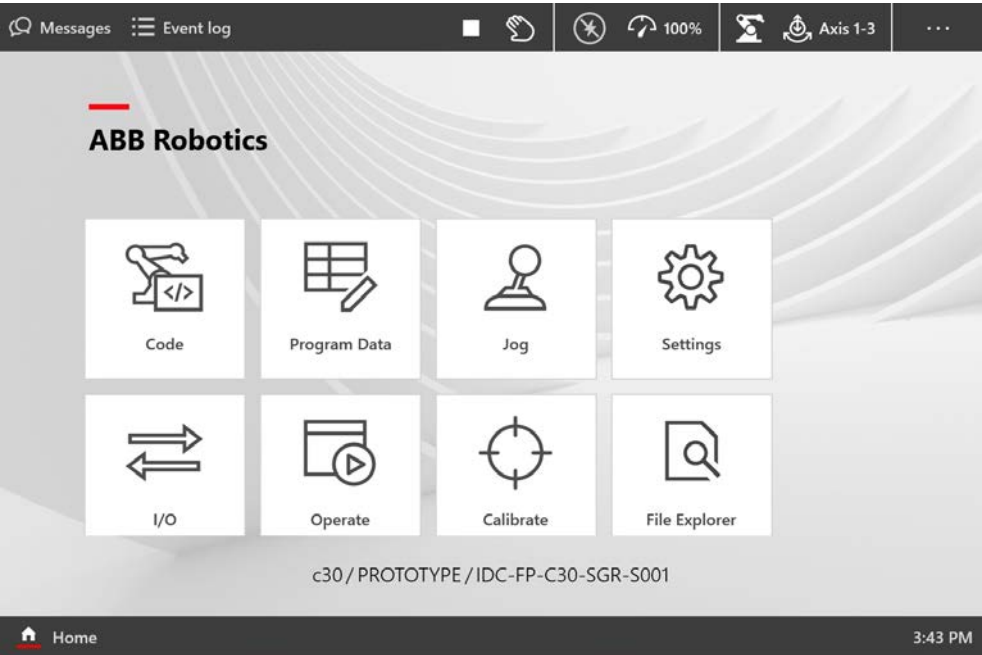 Messages Event log 100% Axis 1-3 ...
ABB Robotics
</>
Code Program Data Jog Settings
I/O Operate Calibrate File Explorer
c30 / PROTOTYPE / IDC-FP-C30-SGR-S001
Home 3:43 PM